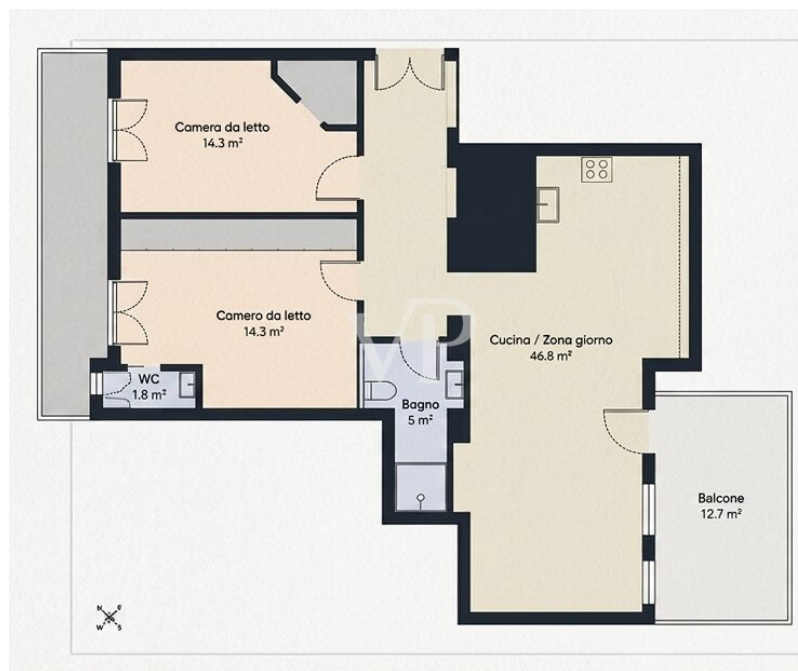 Camera da letto
14.3 m²
Camero da letto
14.3 m²
VP
Cucina / Zona giorno
46.8 m²
WC
1.8 m²
Bagno
5 m²
Balcone
12.7 m²
W
S